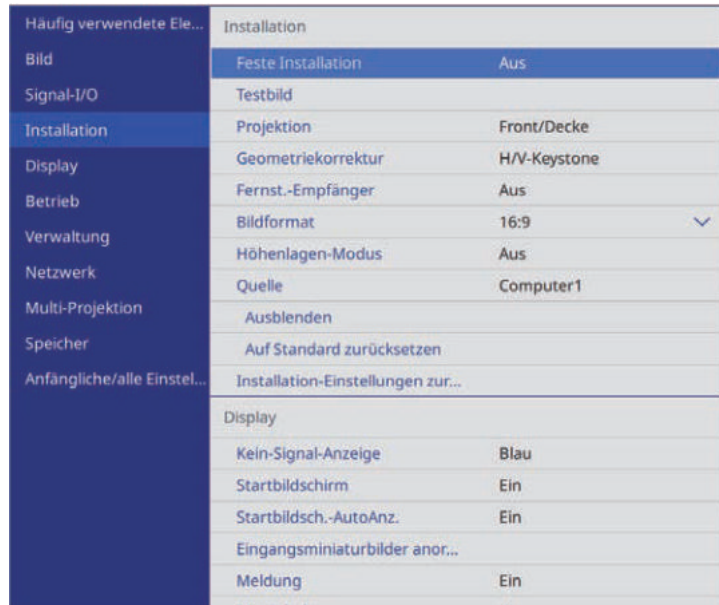 Häufig verwendete Ele...
Bild
Signal-I/O
Installation
Display
Betrieb
Verwaltung
Netzwerk
Multi-Projektion
Speicher
Anfängliche/alle Einstel...
Installation
Feste Installation Aus
Testbild
Projektion Front/Decke
Geometriekorrektur H/V-Keystone
Fernst.-Empfänger Aus
Bildformat 16:9
Höhenlagen-Modus Aus
Quelle Computer1
Ausblenden
Auf Standard zurücksetzen
Installation-Einstellungen zur...
Display
Kein-Signal-Anzeige Blau
Startbildschirm Ein
Startbildsch.-AutoAnz. Ein
Eingangsminiaturbilder anor...
Meldung Ein